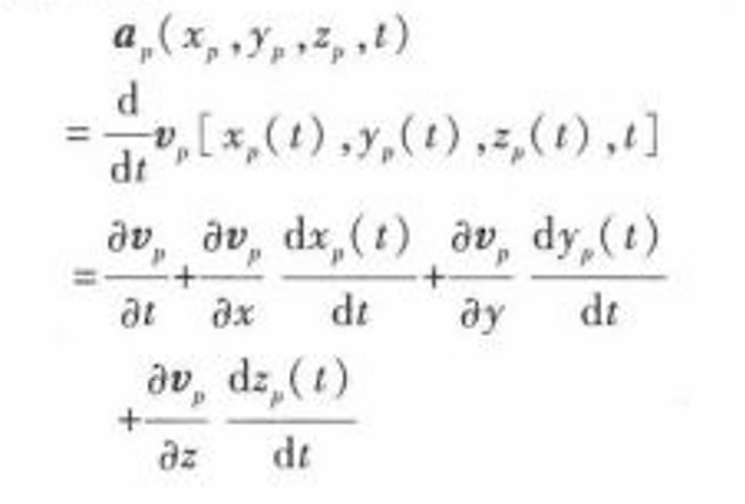 a_p(x_p,y_p,z_p,t)
= d/dt v_p[x_p(t),y_p(t),z_p(t),t]
= ∂v_p/∂t + ∂v_p/∂x dx_p(t)/dt + ∂v_p/∂y dy_p(t)/dt
+ ∂v_p/∂z dz_p(t)/dt